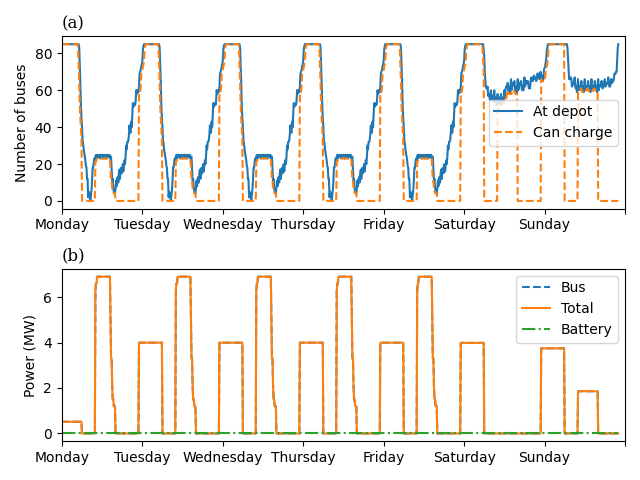 (a)
Number of buses
80
60
40
20
0
At depot
Can charge
Monday Tuesday Wednesday Thursday Friday Saturday Sunday
(b)
Power (MW)
6
4
2
0
Bus
Total
Battery
Monday Tuesday Wednesday Thursday Friday Saturday Sunday